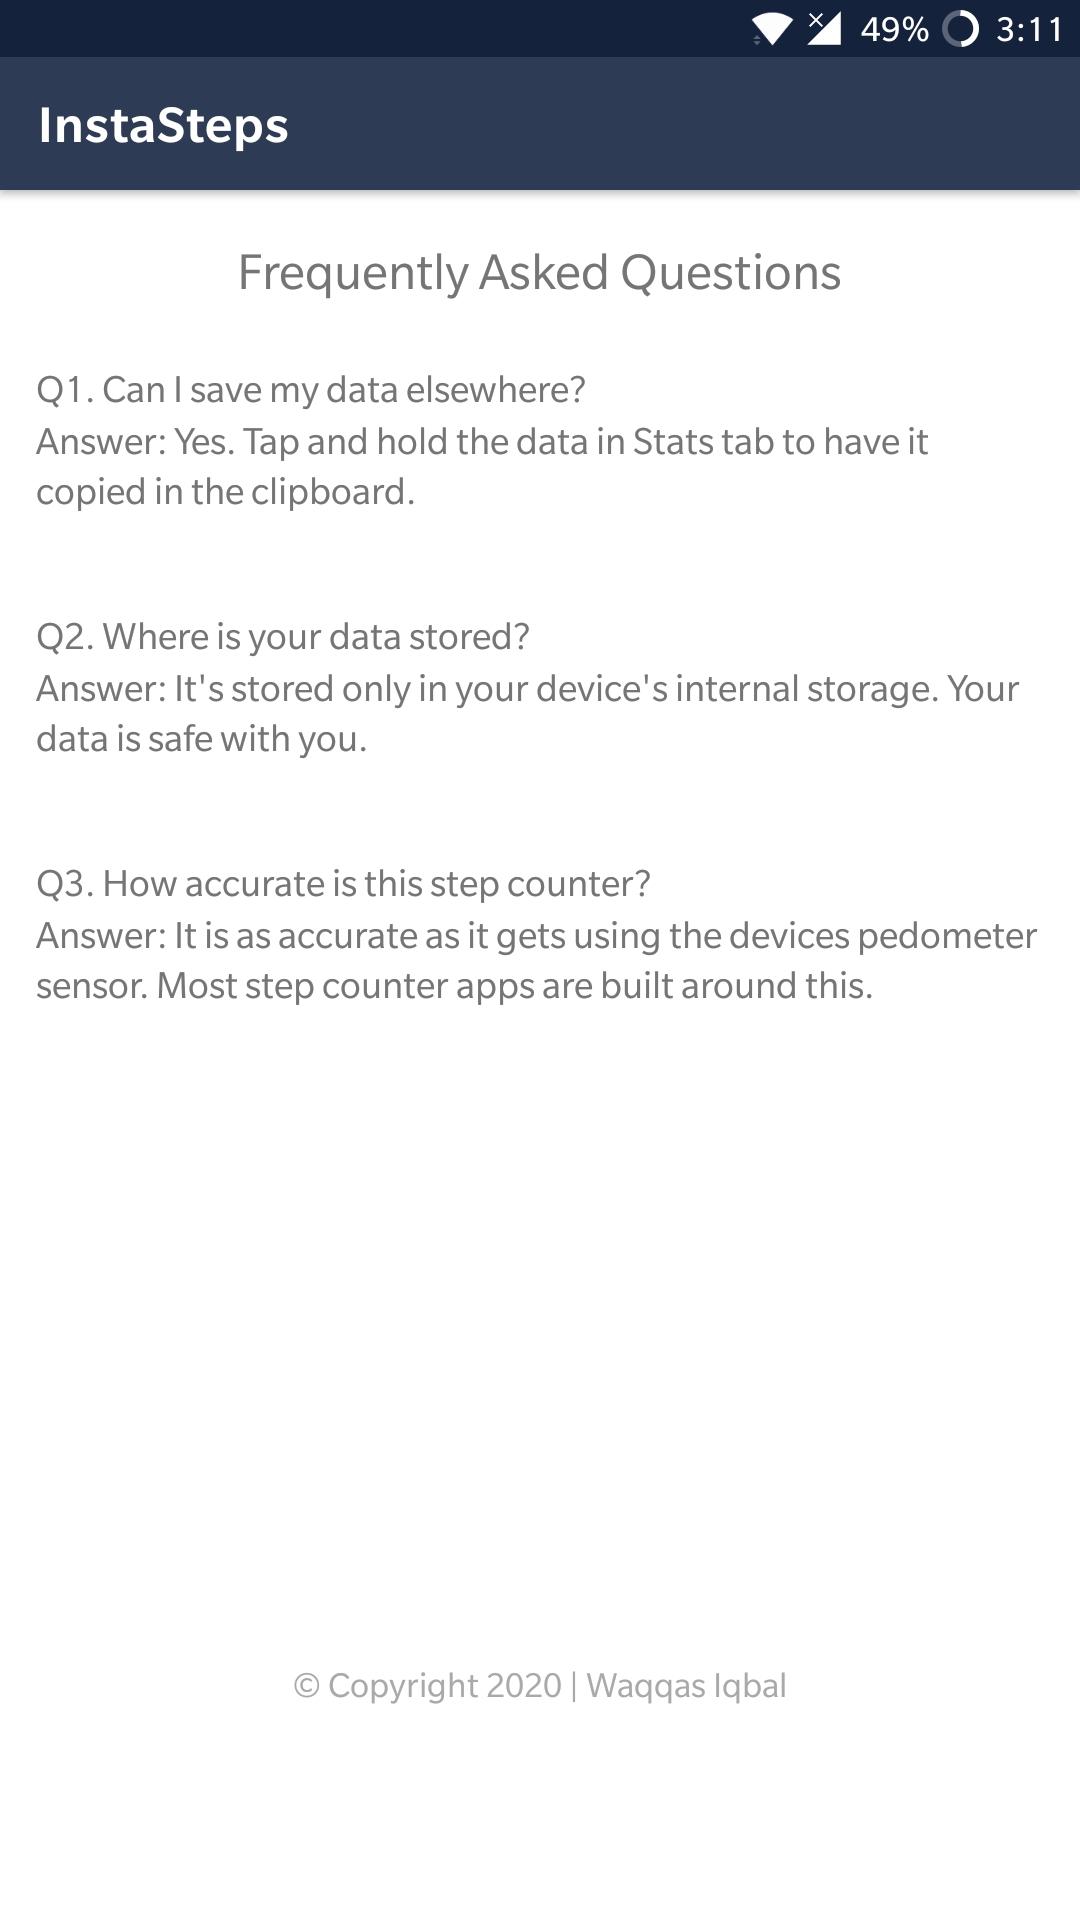 49% 3:11
InstaSteps
Frequently Asked Questions
Q1. Can I save my data elsewhere?
Answer: Yes. Tap and hold the data in Stats tab to have it
copied in the clipboard.
Q2. Where is your data stored?
Answer: It's stored only in your device's internal storage. Your
data is safe with you.
Q3. How accurate is this step counter?
Answer: It is as accurate as it gets using the devices pedometer
sensor. Most step counter apps are built around this.
© Copyright 2020 | Waqqas Iqbal